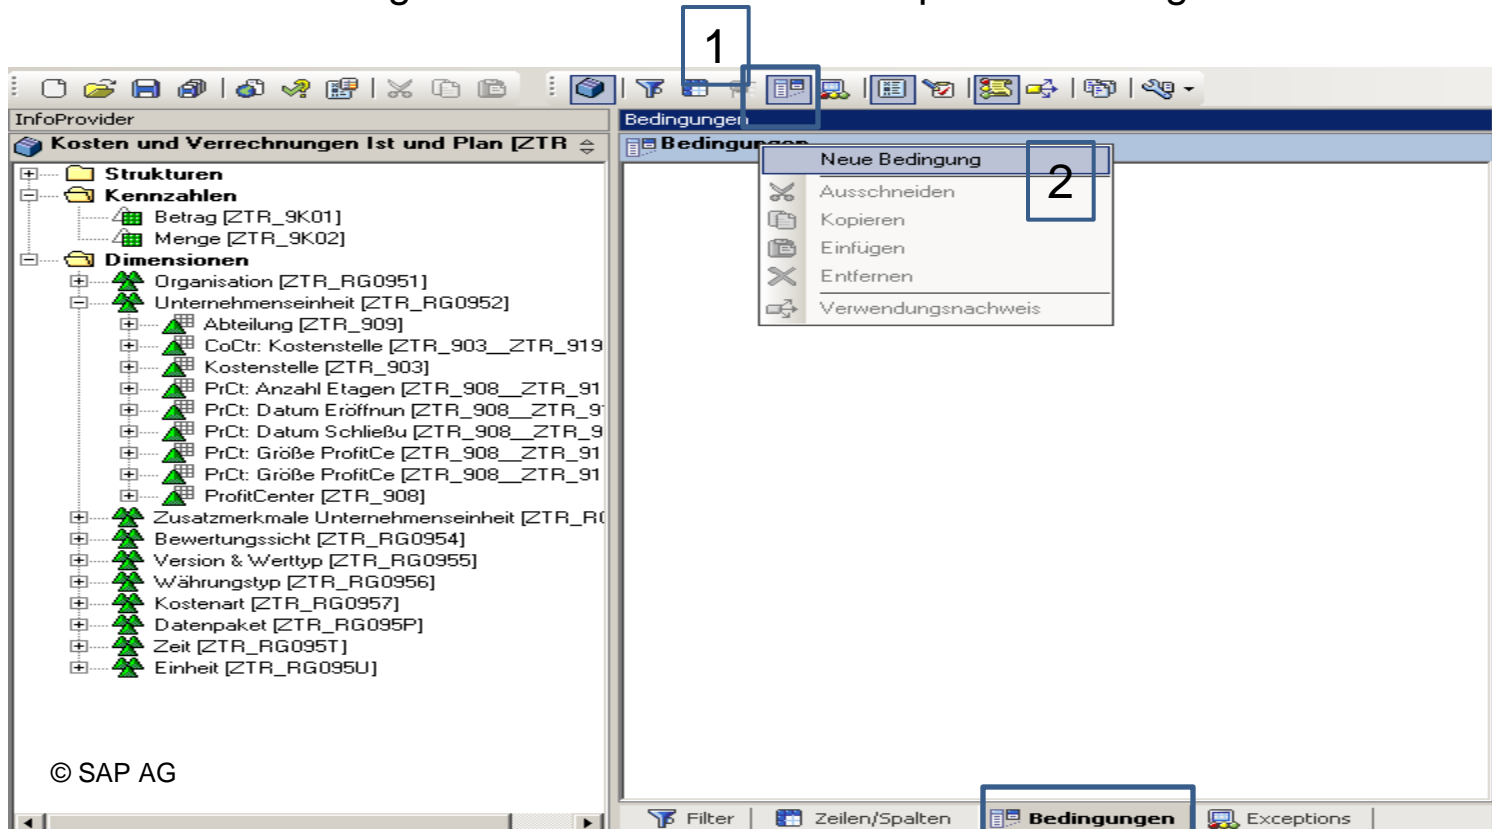 1
InfoProvider
Bedingungen
Kosten und Verrechnungen Ist und Plan [ZTR
Bedingungen
Neue Bedingung
2
Ausschneiden
Kopieren
Einfügen
Entfernen
Verwendungsnachweis
Strukturen
Kennzahlen
Betrag [ZTR_9K01]
Menge [ZTR_9K02]
Dimensionen
Organisation [ZTR_RG0951]
Unternehmenseinheit [ZTR_RG0952]
Abteilung [ZTR_909]
CoCtr: Kostenstelle [ZTR_903__ZTR_919
Kostenstelle [ZTR_903]
PrCt: Anzahl Etagen [ZTR_908__ZTR_91
PrCt: Datum Eröffnun [ZTR_908__ZTR_9
PrCt: Datum Schließu [ZTR_908__ZTR_9
PrCt: Größe ProfitCe [ZTR_908__ZTR_91
PrCt: Größe ProfitCe [ZTR_908__ZTR_91
ProfitCenter [ZTR_908]
Zusatzmerkmale Unternehmenseinheit [ZTR_R
Bewertungssicht [ZTR_RG0954]
Version & Werttyp [ZTR_RG0955]
Währungstyp [ZTR_RG0956]
Kostenart [ZTR_RG0957]
Datenpaket [ZTR_RG095P]
Zeit [ZTR_RG095T]
Einheit [ZTR_RG095U]
© SAP AG
Filter
Zeilen/Spalten
Bedingungen
Exceptions